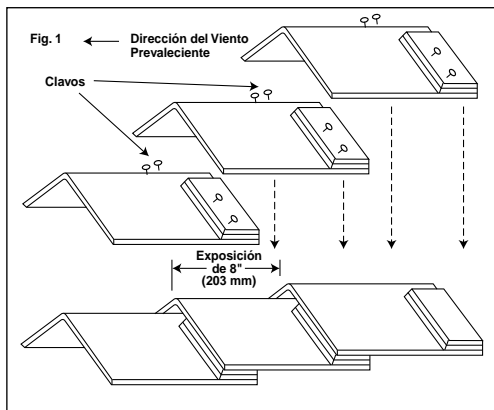 Fig. 1
Dirección del Viento
Prevaleciente
Clavos
Exposición
de 8"
(203 mm)